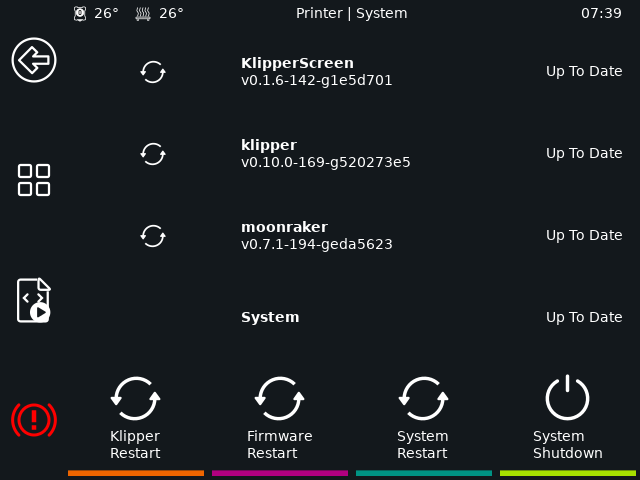 26° 26° Printer | System 07:39
KlipperScreen
v0.1.6-142-g1e5d701 Up To Date
klipper
v0.10.0-169-g520273e5 Up To Date
moonraker
v0.7.1-194-geda5623 Up To Date
System Up To Date
Klipper Restart
Firmware Restart
System Restart
System Shutdown